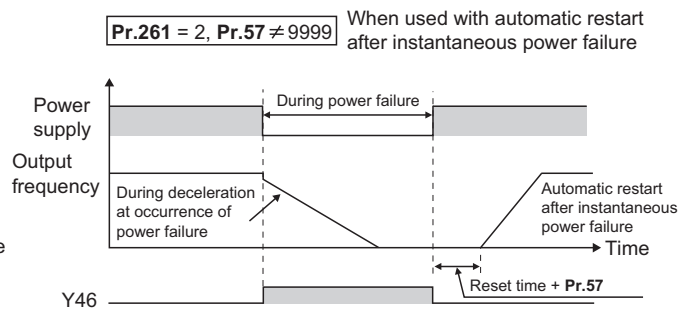 Pr.261 = 2, Pr.57 ≠ 9999
When used with automatic restart
after instantaneous power failure
Power
supply
During power failure
Output
frequency
During deceleration
at occurrence of
power failure
Automatic restart
after instantaneous
power failure
Time
e
Reset time + Pr.57
Y46